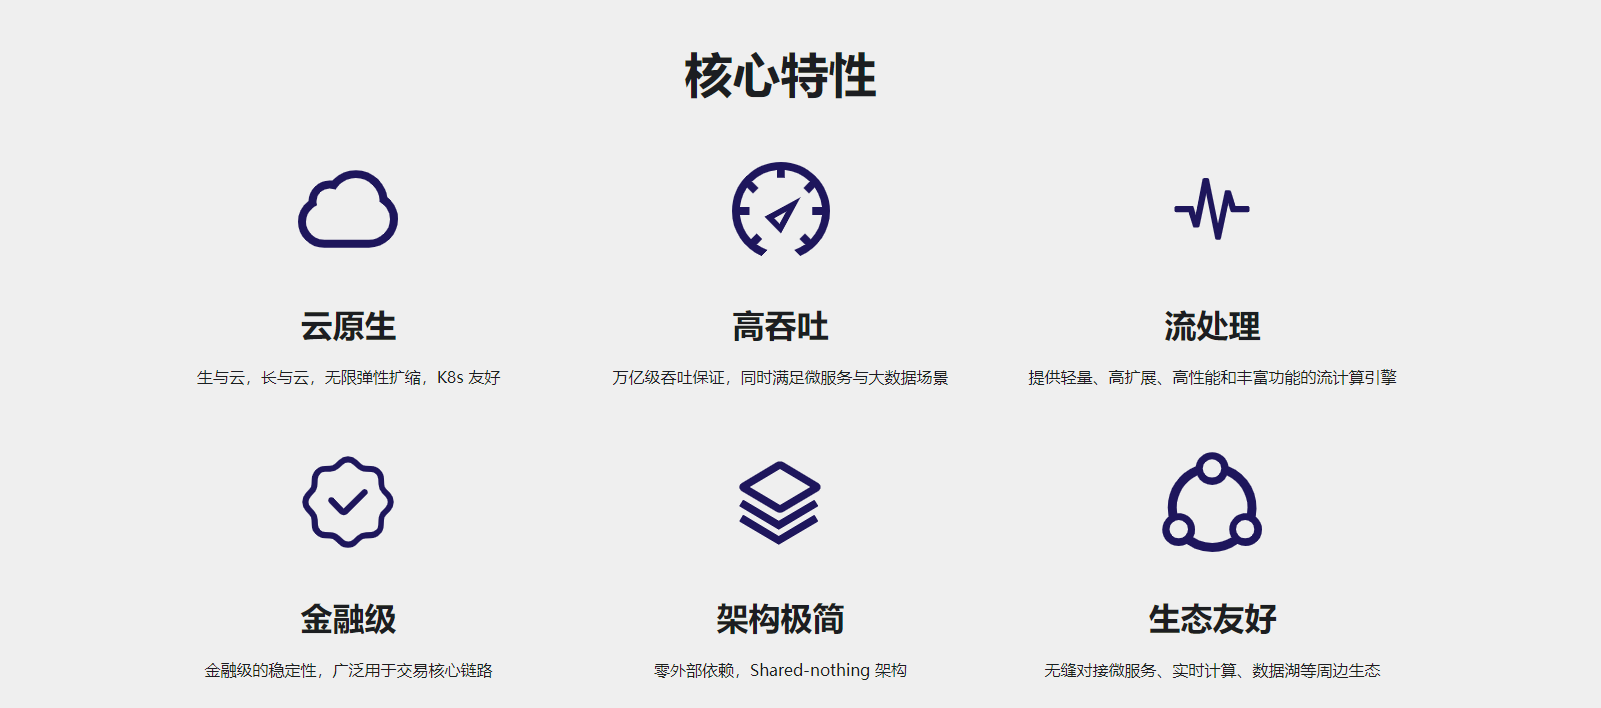 核心特性
云原生
高吞吐
流处理
生与云，长与云，无限弹性扩缩，K8s 友好
万亿级吞吐保证，同时满足微服务与大数据场景
提供轻量、高扩展、高性能和丰富功能的流计算引擎
金融级
架构极简
生态友好
金融级的稳定性，广泛用于交易核心链路
零外部依赖，Shared-nothing 架构
无缝对接微服务、实时计算、数据湖等周边生态